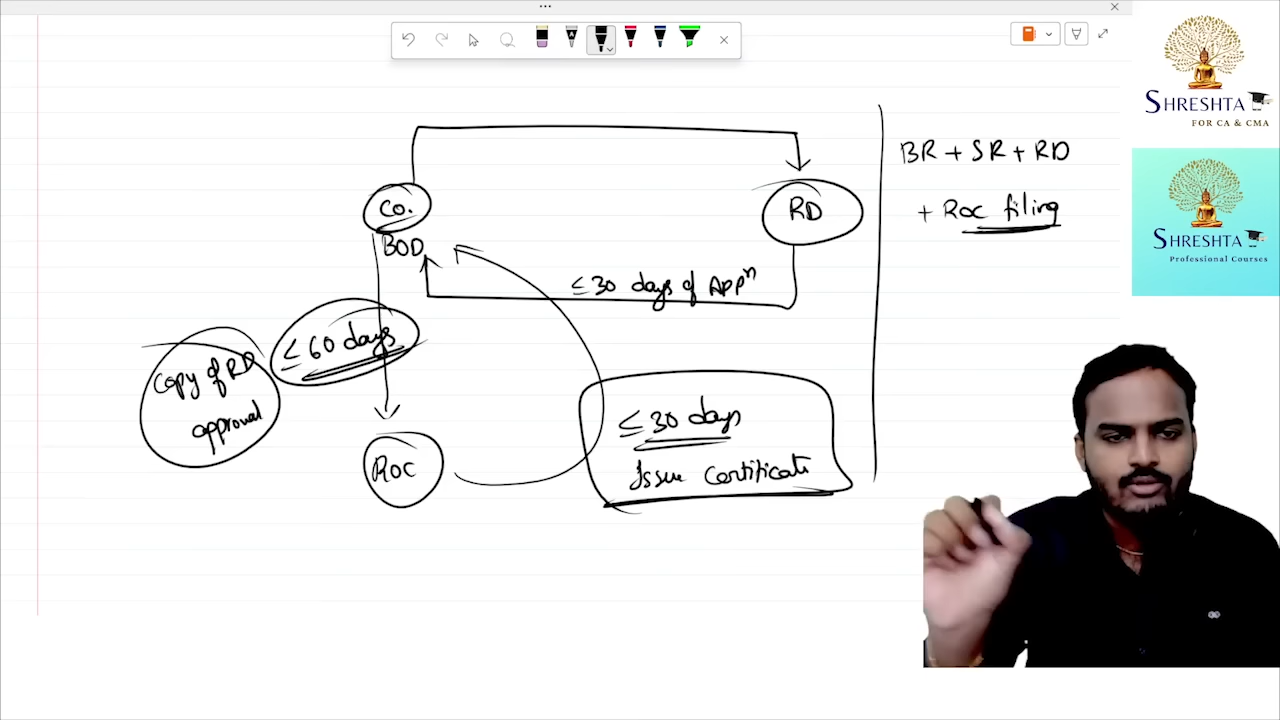 SHRESHTA
FOR CA & CMA
SHRESHTA
Professional Courses
BR + SR + RD
+ Roc filing
Co.
BOD
RD
≤30 days of APPⁿ
≤ 60 days
Copy of RD
approval
Roc
≤ 30 days
Issue Certificate